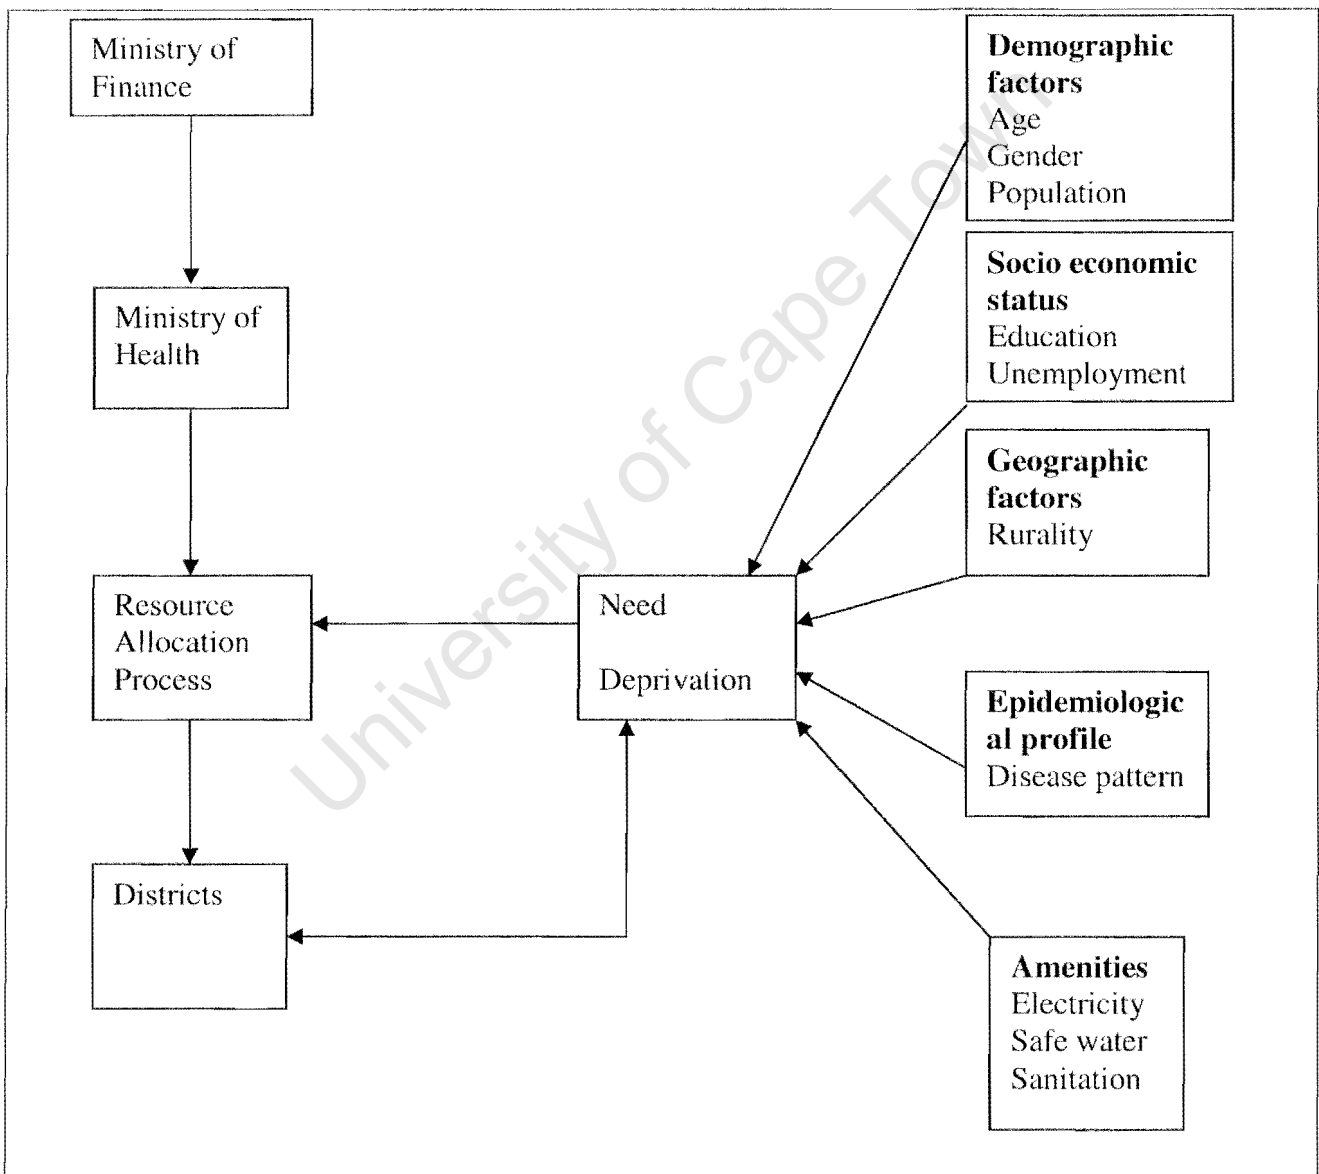 Ministry of
Finance
Ministry of
Health
Resource
Allocation
Process
Districts
Need
Deprivation
Demographic
factors
Age
Gender
Population
Socio economic
status
Education
Unemployment
Geographic
factors
Rurality
Epidemiologic
al profile
Disease pattern
Amenities
Electricity
Safe water
Sanitation
University of Cape Town